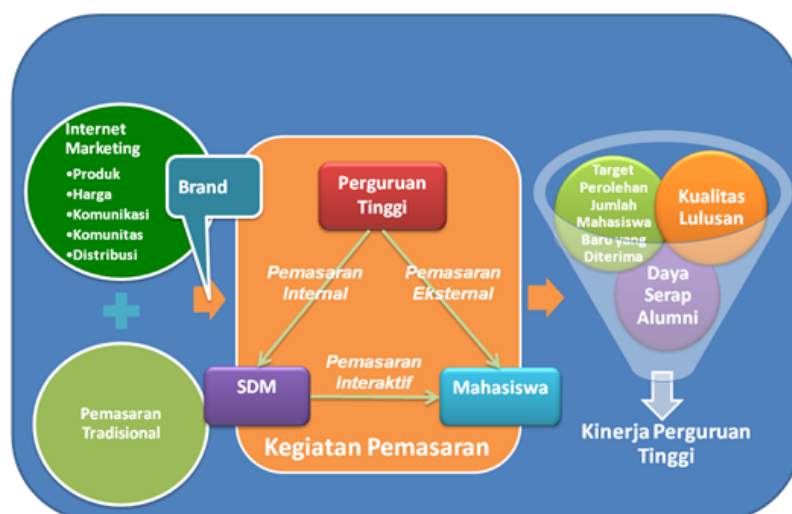 Internet
Marketing
•Produk
•Harga
•Komunikasi
•Komunitas
•Distribusi
Brand
Pemasaran
Tradisional
Perguruan
Tinggi
Pemasaran
Internal
Pemasaran
Eksternal
SDM
Pemasaran
Interaktif
Mahasiswa
Kegiatan Pemasaran
Target
Perolehan
Jumlah
Mahasiswa
Baru yang
Diterima
Kualitas
Lulusan
Daya
Serap
Alumni
Kinerja Perguruan
Tinggi